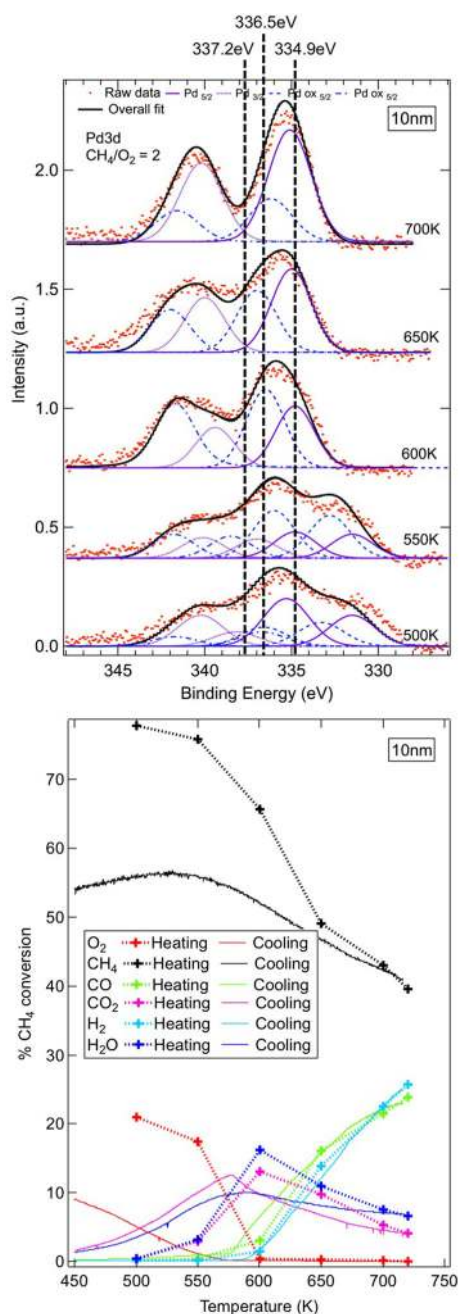 336.5eV
337.2eV 334.9eV
Raw data Pd 5/2 Pd 3/2 Pd ox 5/2 Pd ox 5/2
Overall fit
10nm
Pd3d
CH4/O2 = 2
2.0
700K
1.5
650K
Intensity (a.u.)
1.0
600K
0.5
550K
500K
0.0
345 340 335 330
Binding Energy (eV)
10nm
70
60
50
40
30
20
10
0
% CH4 conversion
O2 Heating Cooling
CH4 Heating Cooling
CO Heating Cooling
CO2 Heating Cooling
H2 Heating Cooling
H2O Heating Cooling
450 500 550 600 650 700 750
Temperature (K)